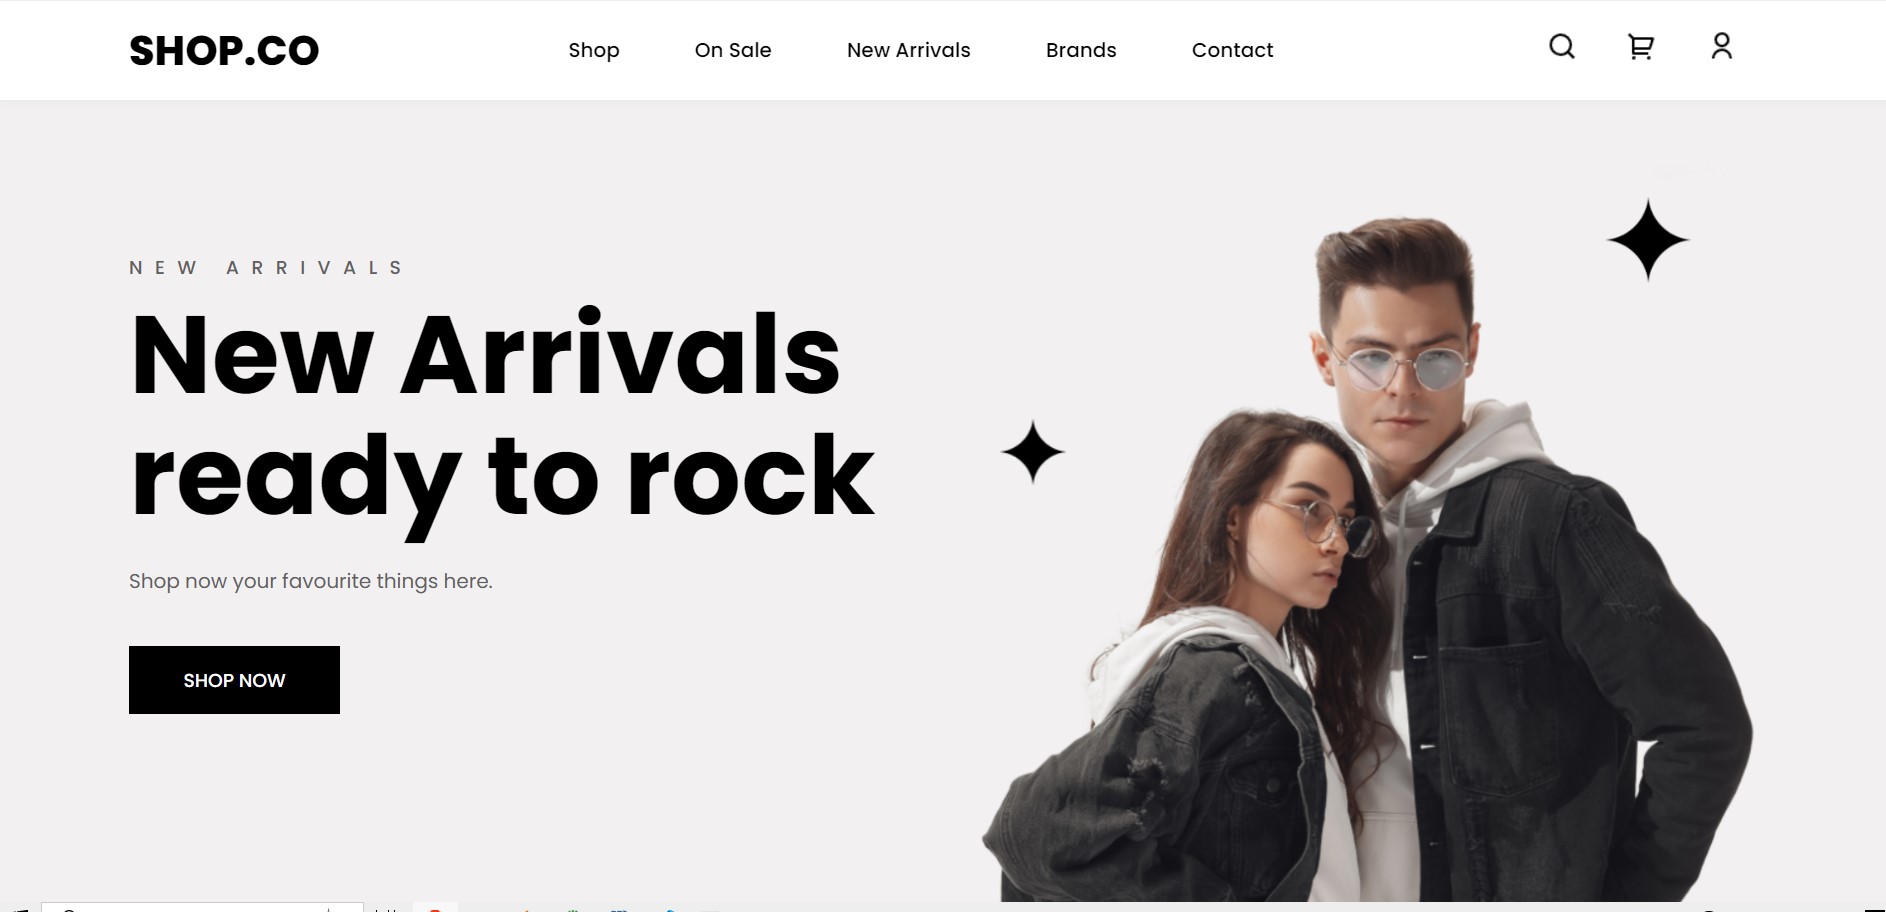 SHOP.CO
Shop On Sale New Arrivals Brands Contact
NEW ARRIVALS
New Arrivals
ready to rock
Shop now your favourite things here.
SHOP NOW